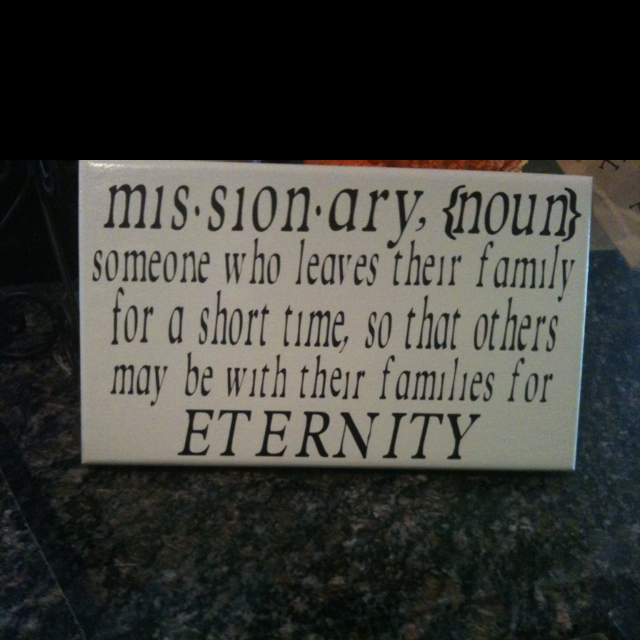 mis·sion·ary, {noun}
someone who leaves their family
for a short time, so that others
may be with their families for
ETERNITY